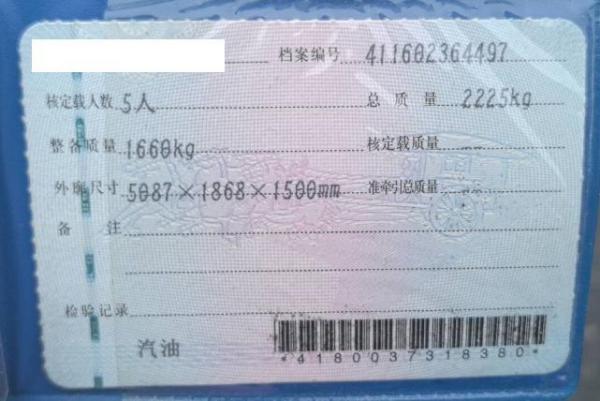 档案编号 411602364497
核定载人数 5人 总质量 2225kg
整备质量 1660kg 核定载质量 --
外廓尺寸 5087×1868×1500mm 准牵引总质量 --
备注
检验记录
汽油
*4180037318380*